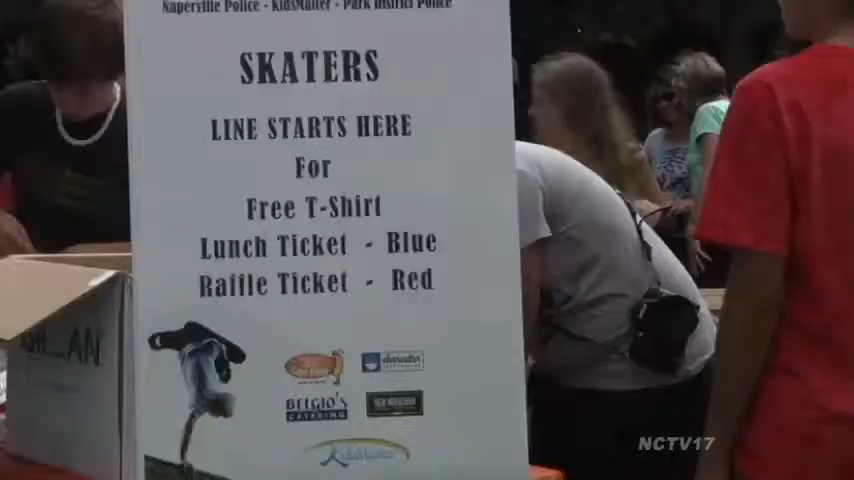 Naperville Police - KidsMatter - Park District Police
SKATERS
LINE STARTS HERE
For
Free T-Shirt
Lunch Ticket - Blue
Raffle Ticket - Red
BELGIO'S
CATERING
KidsMatter
NCTV17